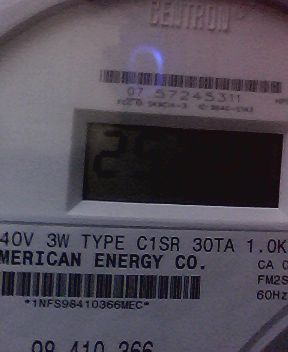 CENTRON
07 57245311
40V 3W TYPE C1SR 30TA 1.0K
MERICAN ENERGY CO. CA 0
FM2S
60Hz
*1NFS98410366MEC*
98 410 366